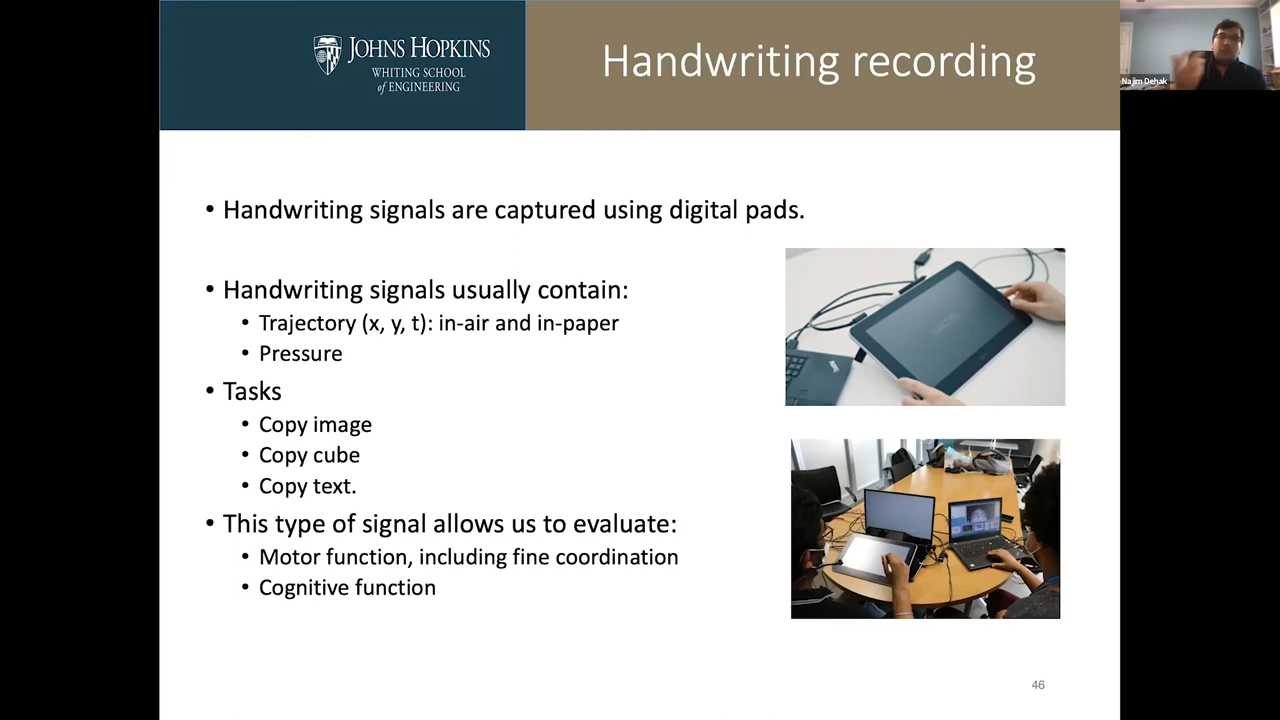 JOHNS HOPKINS
WHITING SCHOOL
of ENGINEERING
Handwriting recording
Najim Dehak
• Handwriting signals are captured using digital pads.
• Handwriting signals usually contain:
• Trajectory (x, y, t): in-air and in-paper
• Pressure
• Tasks
• Copy image
• Copy cube
• Copy text.
• This type of signal allows us to evaluate:
• Motor function, including fine coordination
• Cognitive function
46